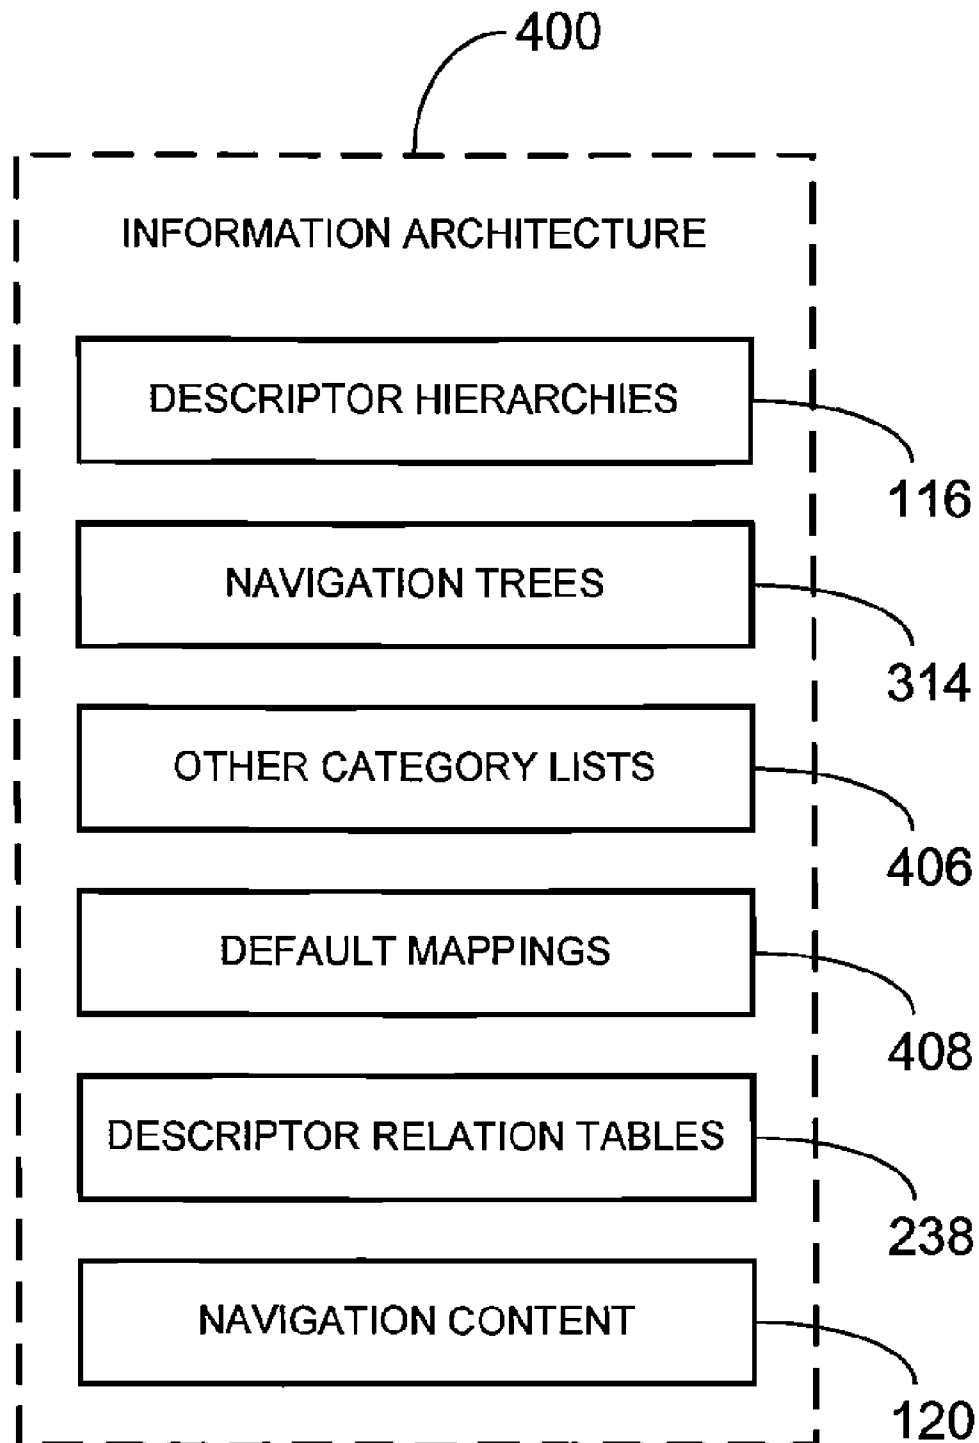 400
INFORMATION ARCHITECTURE
DESCRIPTOR HIERARCHIES
116
NAVIGATION TREES
314
OTHER CATEGORY LISTS
406
DEFAULT MAPPINGS
408
DESCRIPTOR RELATION TABLES
238
NAVIGATION CONTENT
120